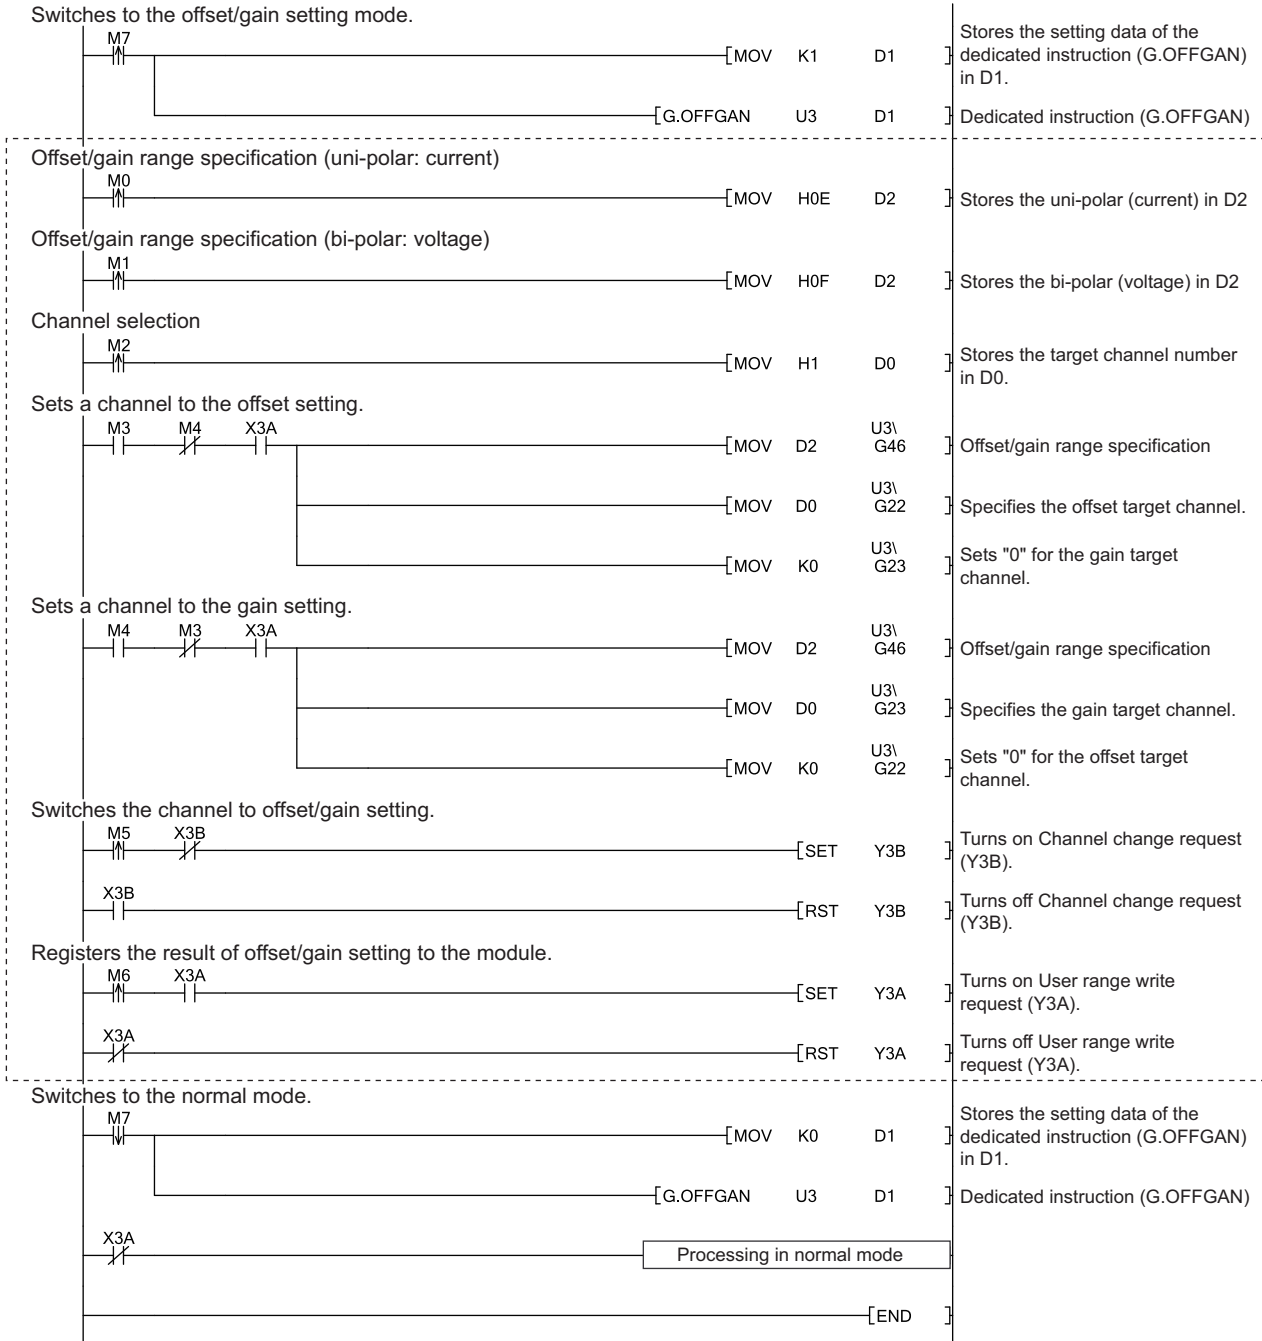 Switches to the offset/gain setting mode.
M7
MOV K1 D1
Stores the setting data of the
dedicated instruction (G.OFFGAN)
in D1.
G.OFFGAN U3 D1
Dedicated instruction (G.OFFGAN)
Offset/gain range specification (uni-polar: current)
M0
MOV H0E D2
Stores the uni-polar (current) in D2
Offset/gain range specification (bi-polar: voltage)
M1
MOV H0F D2
Stores the bi-polar (voltage) in D2
Channel selection
M2
MOV H1 D0
Stores the target channel number
in D0.
Sets a channel to the offset setting.
M3 M4 X3A
MOV D2 U3\
G46
Offset/gain range specification
MOV D0 U3\
G22
Specifies the offset target channel.
MOV K0 U3\
G23
Sets "0" for the gain target
channel.
Sets a channel to the gain setting.
M4 M3 X3A
MOV D2 U3\
G46
Offset/gain range specification
MOV D0 U3\
G23
Specifies the gain target channel.
MOV K0 U3\
G22
Sets "0" for the offset target
channel.
Switches the channel to offset/gain setting.
M5 X3B
SET Y3B
Turns on Channel change request
(Y3B).
X3B
RST Y3B
Turns off Channel change request
(Y3B).
Registers the result of offset/gain setting to the module.
M6 X3A
SET Y3A
Turns on User range write
request (Y3A).
X3A
RST Y3A
Turns off User range write
request (Y3A).
Switches to the normal mode.
M7
MOV K0 D1
Stores the setting data of the
dedicated instruction (G.OFFGAN)
in D1.
G.OFFGAN U3 D1
Dedicated instruction (G.OFFGAN)
X3A
Processing in normal mode
END